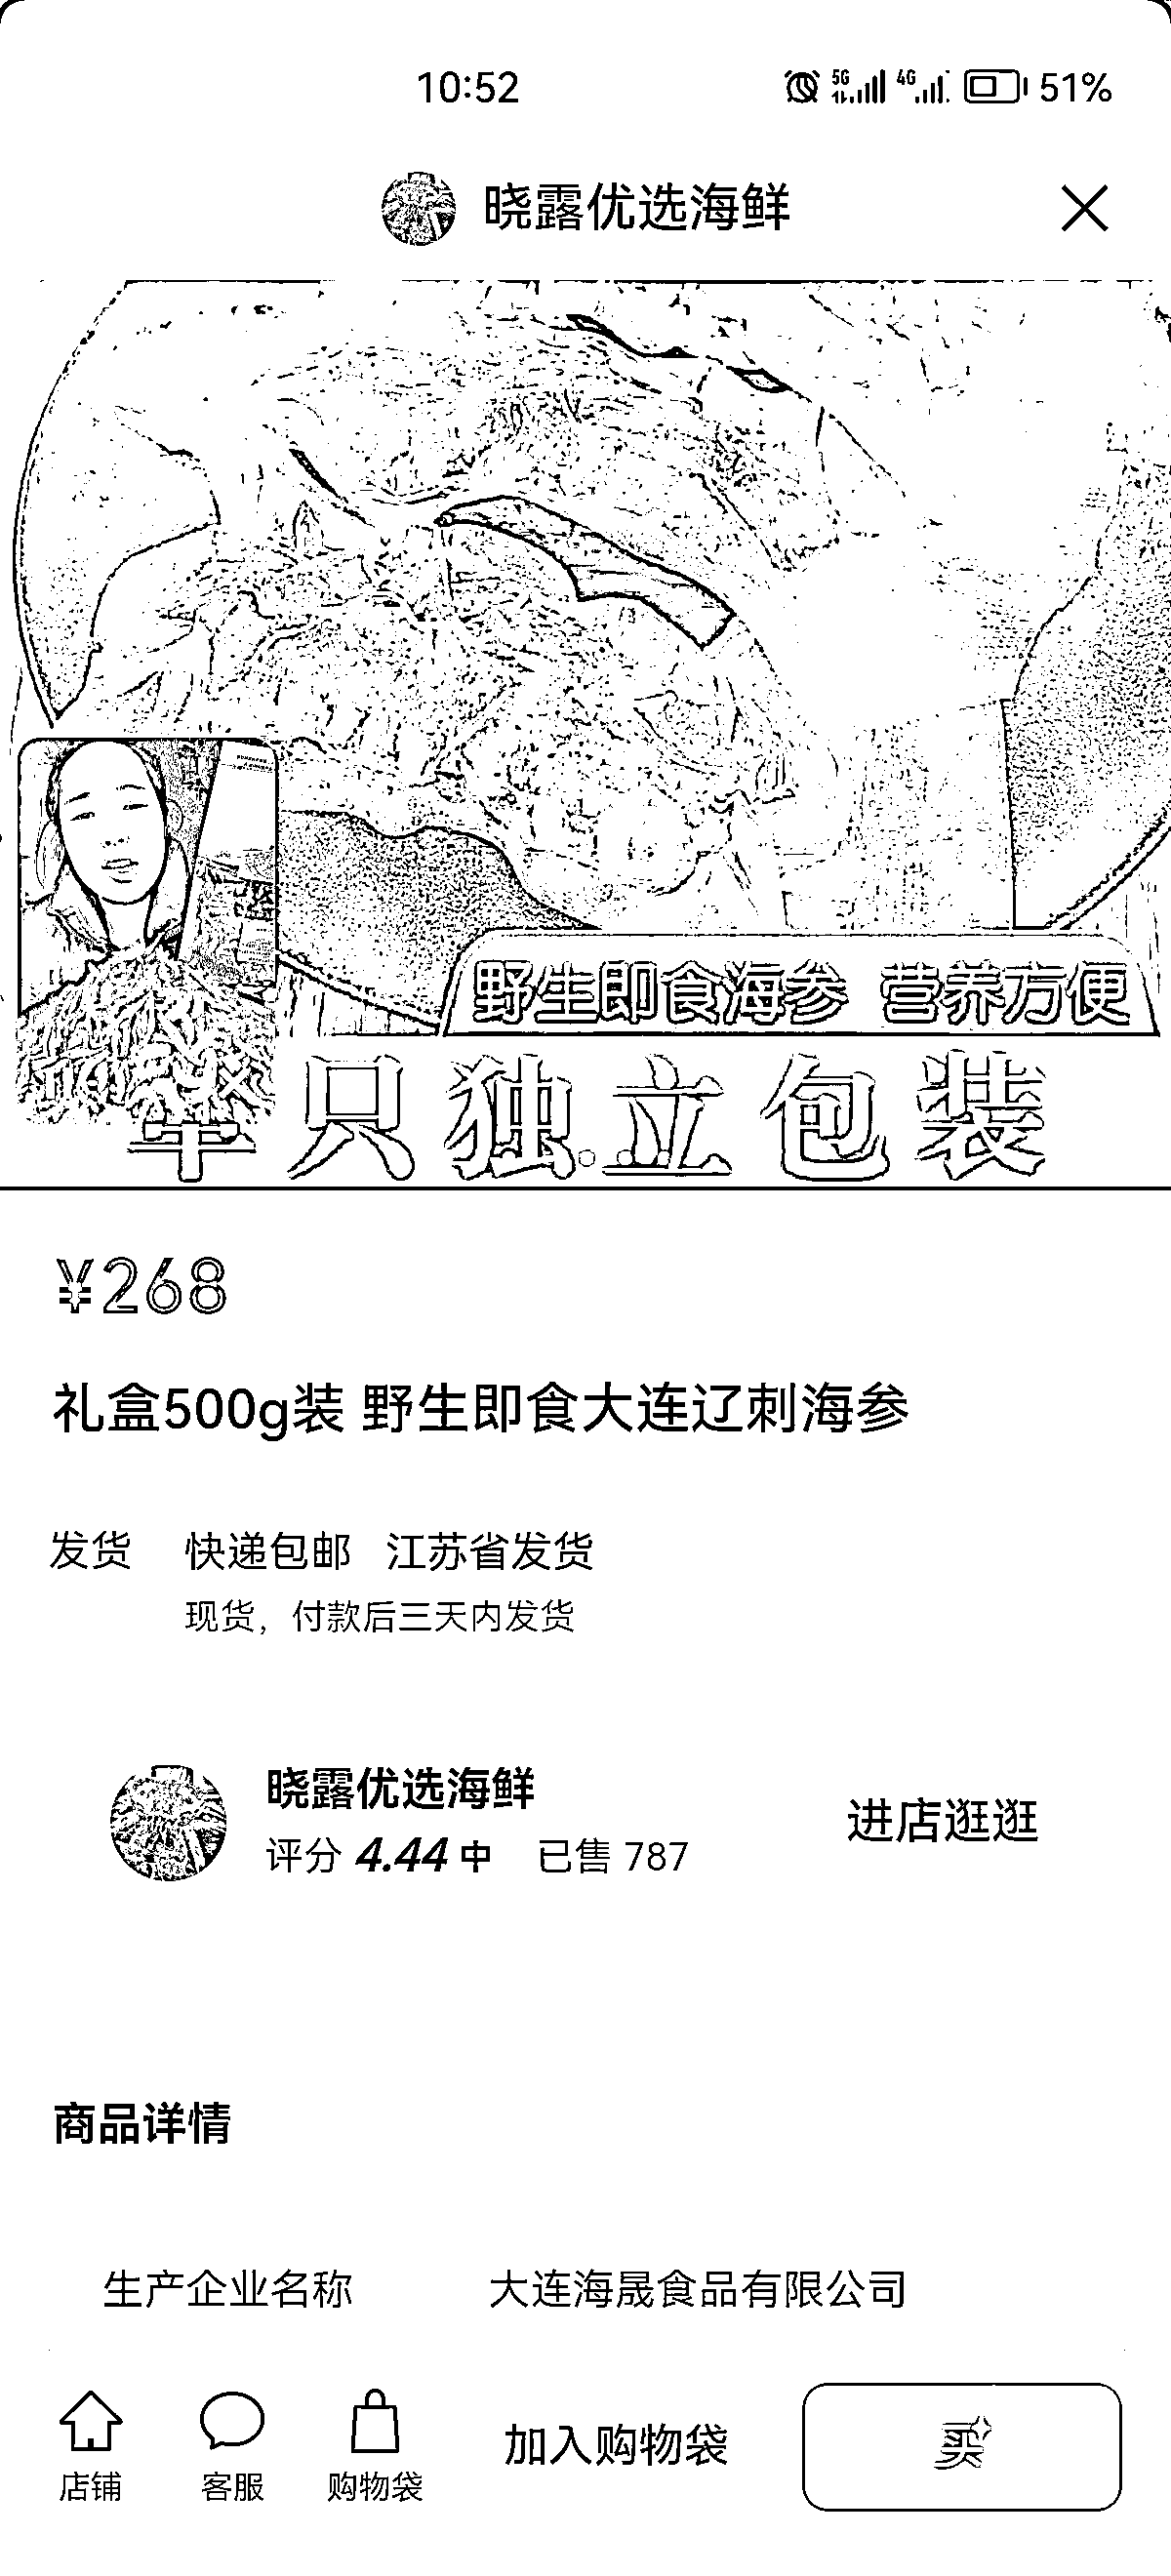 10:52 5G 4G 51%
晓露优选海鲜
野生即食海参 营养方便
单只独立包装
¥268
礼盒500g装 野生即食大连辽刺海参
发货 快递包邮 江苏省发货
现货，付款后三天内发货
晓露优选海鲜
评分 4.44 中 已售 787
进店逛逛
商品详情
生产企业名称 大连海晟食品有限公司
店铺 客服 购物袋 加入购物袋 买